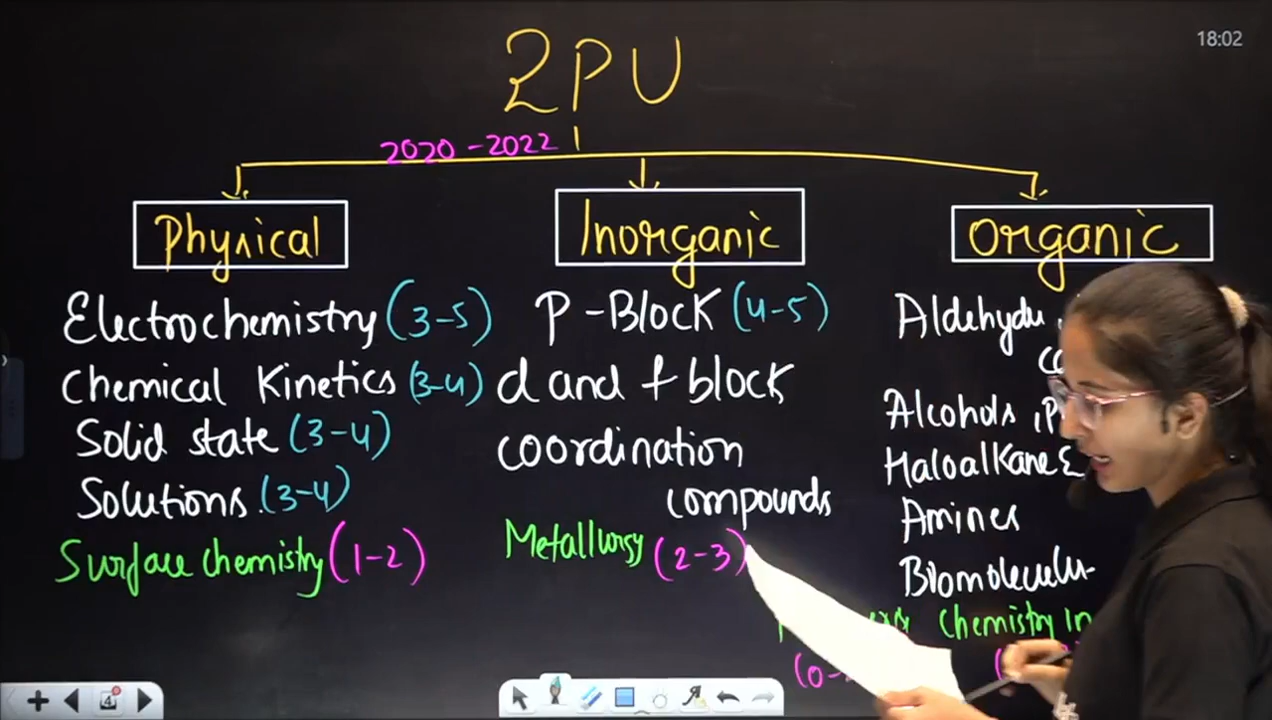 18:02
2PU
2020-2022
Physical
Electrochemistry (3-5)
Chemical Kinetics (3-4)
Solid state (3-4)
Solutions (3-4)
Surface chemistry (1-2)
Inorganic
P-Block (4-5)
d and f block
coordination
compounds
Metallurgy (2-3)
Organic
Aldehyde,
Alcohols,
Haloalkane &
Amines
chemistry in
4